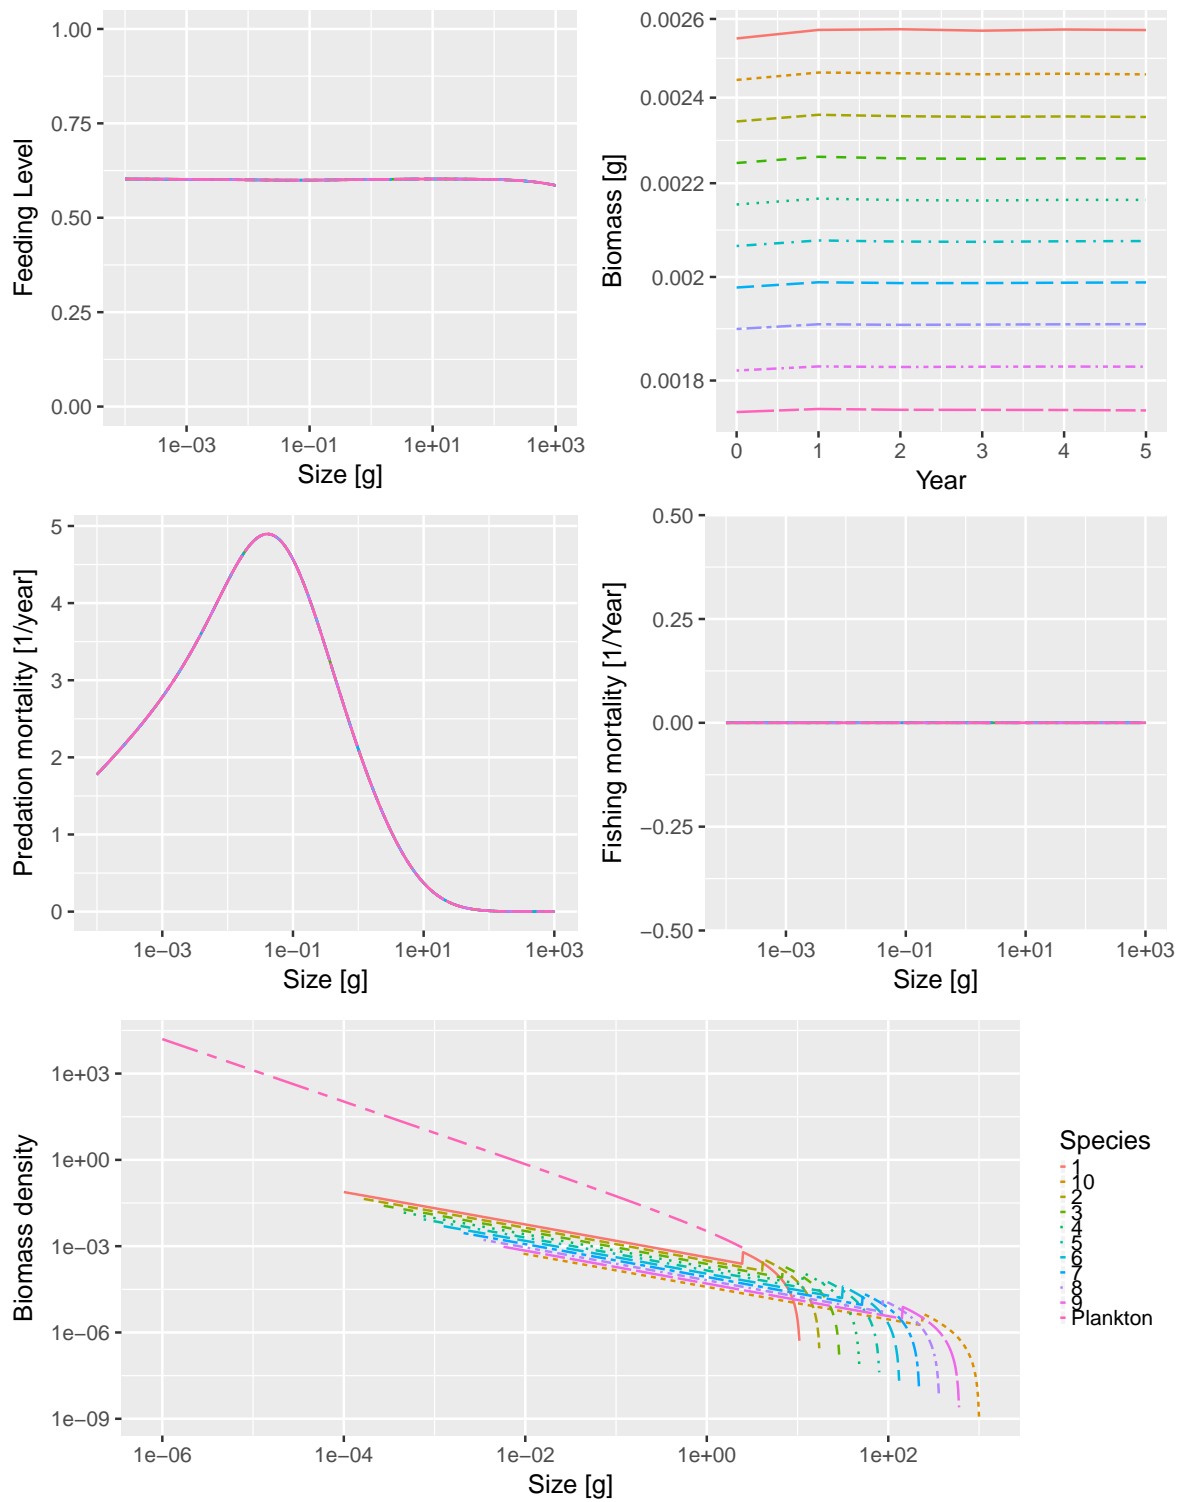 1.00
0.75
0.50
0.25
0.00
Feeding Level
1e−03 1e−01 1e+01 1e+03
Size [g]
0.0026
0.0024
0.0022
0.002
0.0018
Biomass [g]
0 1 2 3 4 5
Year
5
4
3
2
1
0
Predation mortality [1/year]
1e−03 1e−01 1e+01 1e+03
Size [g]
0.50
0.25
0.00
−0.25
−0.50
Fishing mortality [1/Year]
1e−03 1e−01 1e+01 1e+03
Size [g]
1e+03
1e+00
1e−03
1e−06
1e−09
Biomass density
1e−06 1e−04 1e−02 1e+00 1e+02
Size [g]
Species
1
10
2
3
4
5
6
7
8
9
Plankton